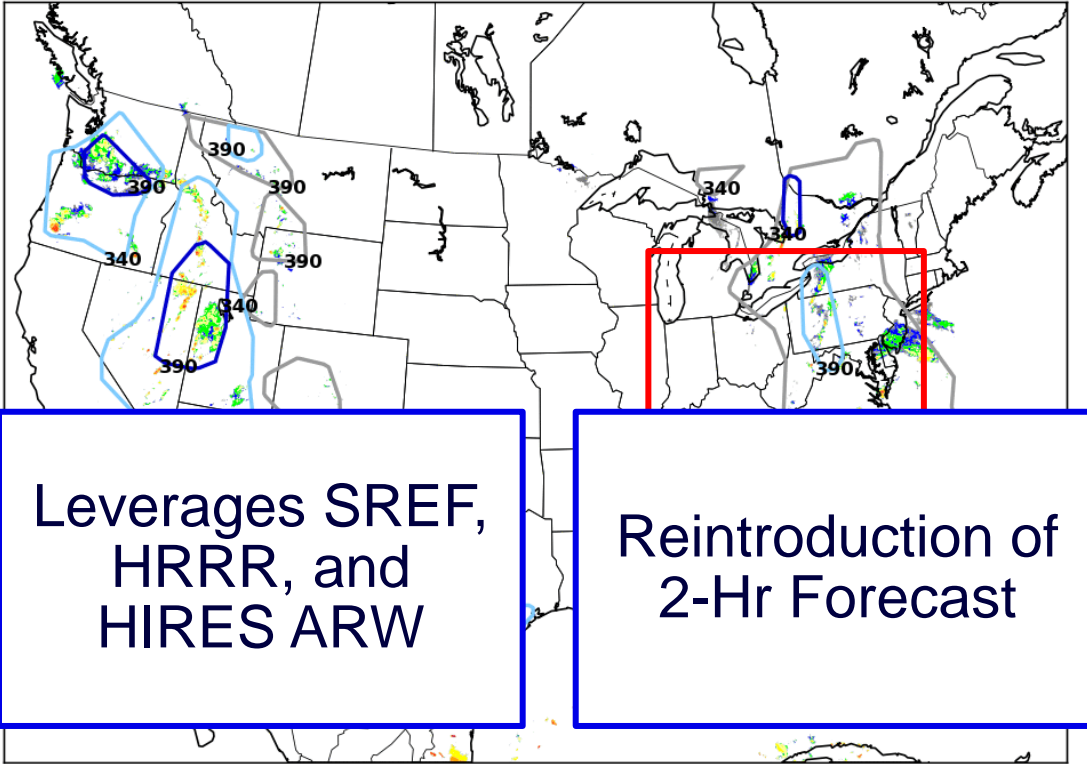 390
390
390
340
390
340
390
340
340
390
Leverages SREF,
HRRR, and
HIRES ARW
Reintroduction of
2-Hr Forecast